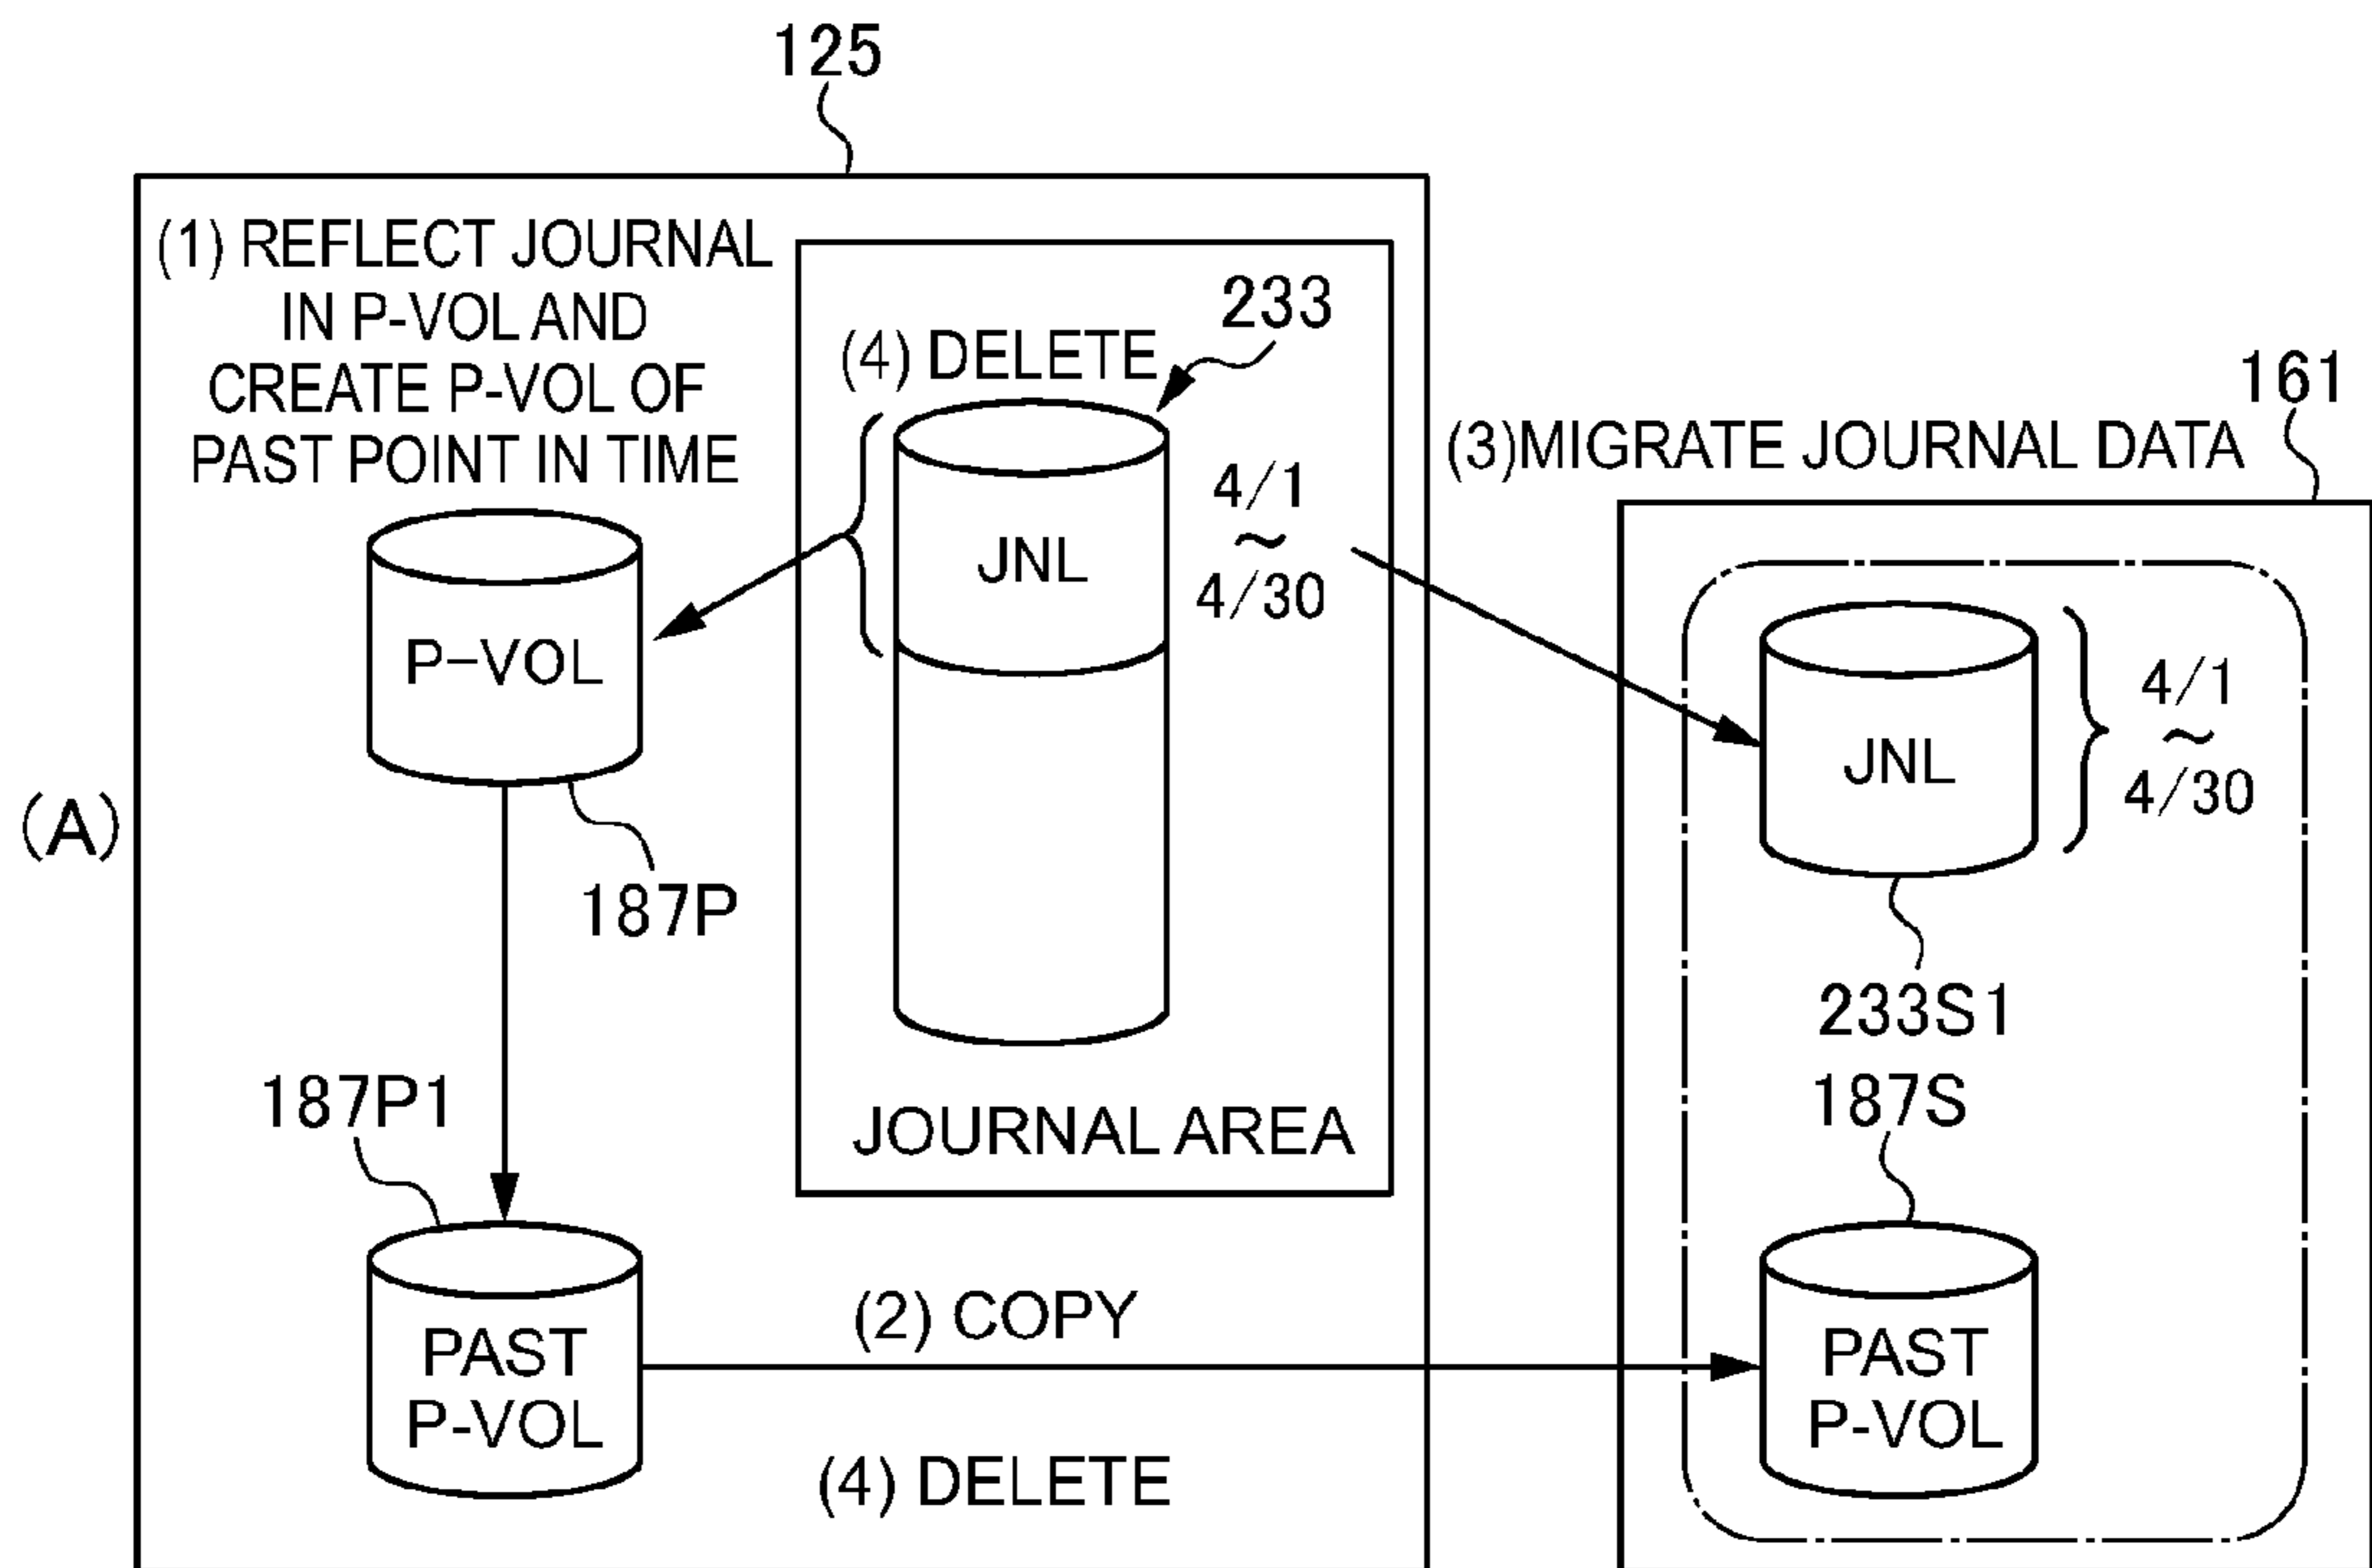 125
(1) REFLECT JOURNAL
IN P-VOL AND
CREATE P-VOL OF
PAST POINT IN TIME
(4) DELETE
233
161
(3)MIGRATE JOURNAL DATA
JNL
4/1
~
4/30
P-VOL
JNL
4/1
~
4/30
(A)
187P
233S1
187P1
JOURNAL AREA
187S
(2) COPY
PAST
P-VOL
PAST
P-VOL
(4) DELETE